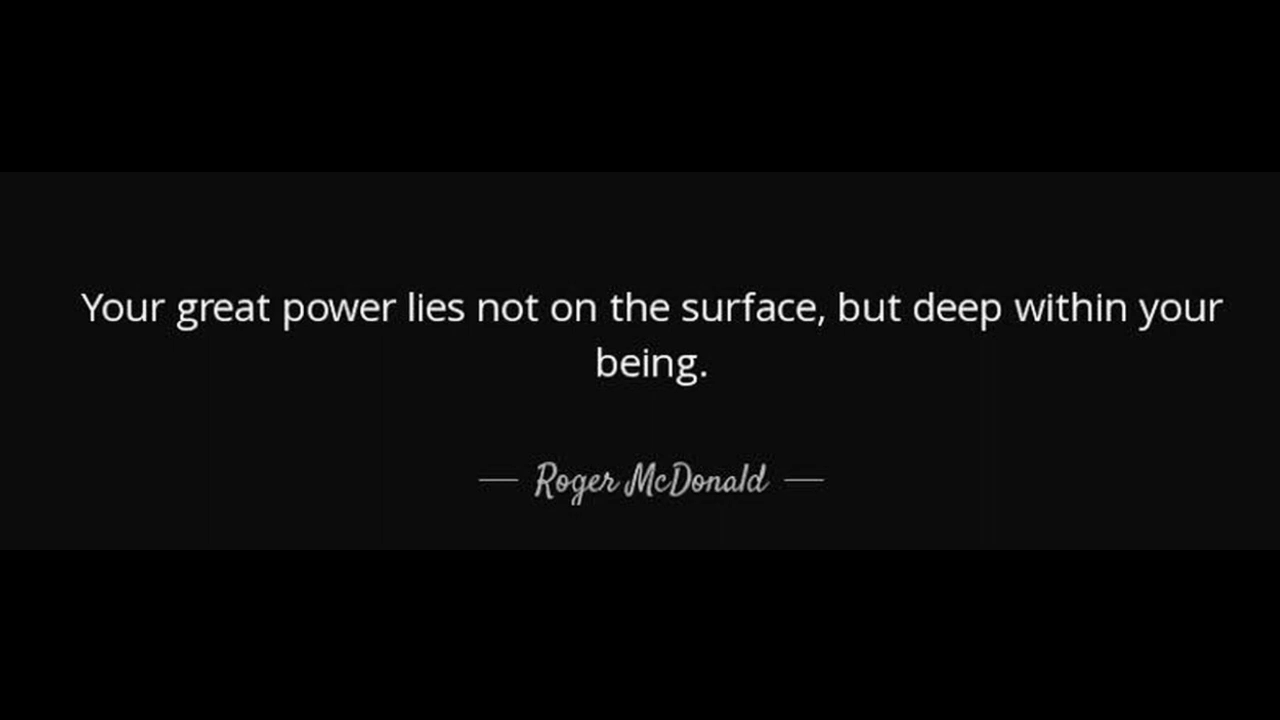 Your great power lies not on the surface, but deep within your
being.
— Roger McDonald —